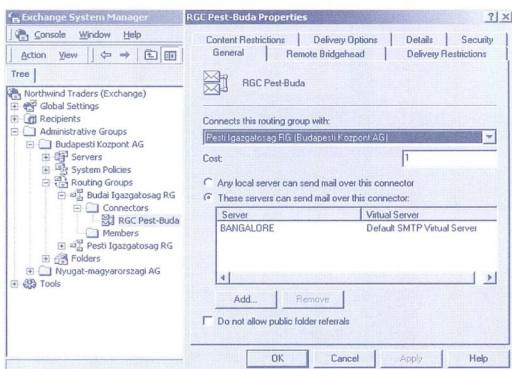 Exchange System Manager
Console Window Help
Action View
Tree
Northwind Traders (Exchange)
Global Settings
Recipients
Administrative Groups
Budapesti Kozpont AG
Servers
System Policies
Routing Groups
Budai Igazgatosag RG
Connectors
RGC Pest-Buda
Members
Pesti Igazgatosag RG
Folders
Nyugat-magyarorszagi AG
Tools
RGC Pest-Buda Properties
Content Restrictions Delivery Options Details Security
General Remote Bridgehead Delivery Restrictions
RGC Pest-Buda
Connects this routing group with:
Pesti Igazgatosag RG (Budapesti Kozpont AG)
Cost: 1
Any local server can send mail over this connector
These servers can send mail over this connector:
Server Virtual Server
BANGALORE Default SMTP Virtual Server
Add... Remove
Do not allow public folder referrals
OK Cancel Apply Help